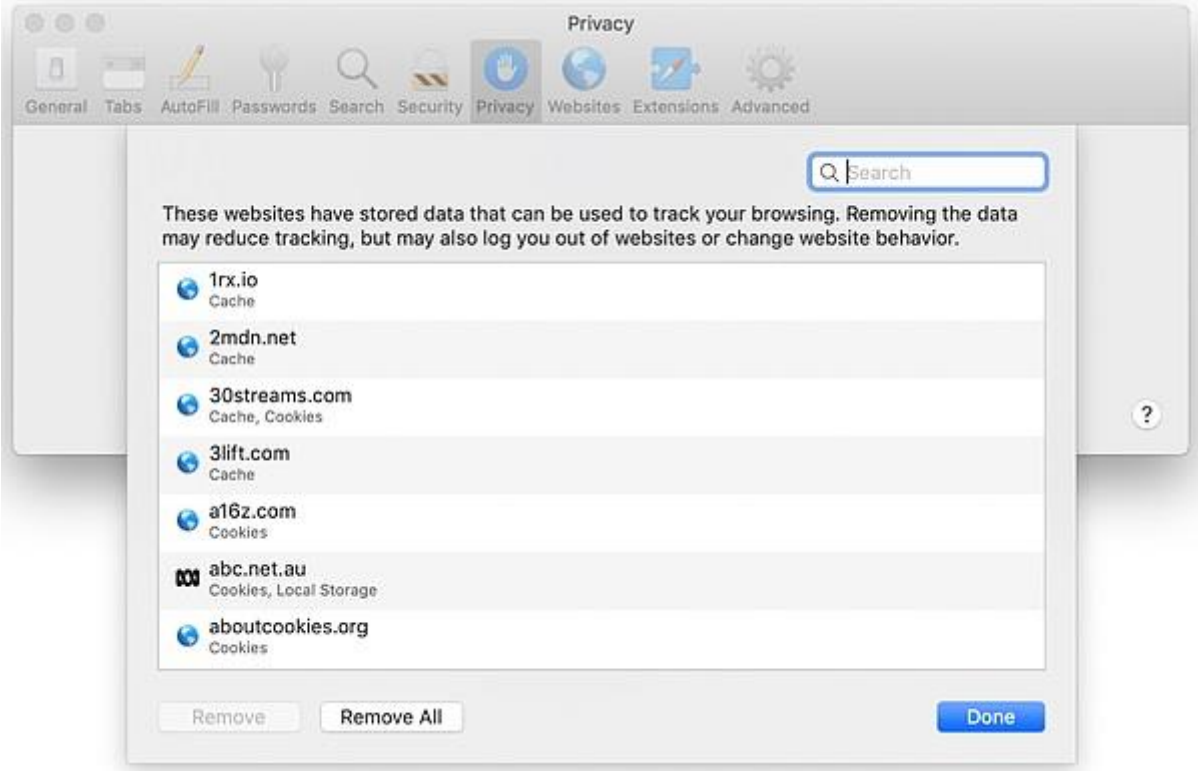 Privacy
General Tabs AutoFill Passwords Search Security Privacy Websites Extensions Advanced
Search
These websites have stored data that can be used to track your browsing. Removing the data
may reduce tracking, but may also log you out of websites or change website behavior.
1rx.io
Cache
2mdn.net
Cache
30streams.com
Cache, Cookies
3lift.com
Cache
a16z.com
Cookies
abc.net.au
Cookies, Local Storage
aboutcookies.org
Cookies
?
Remove Remove All Done